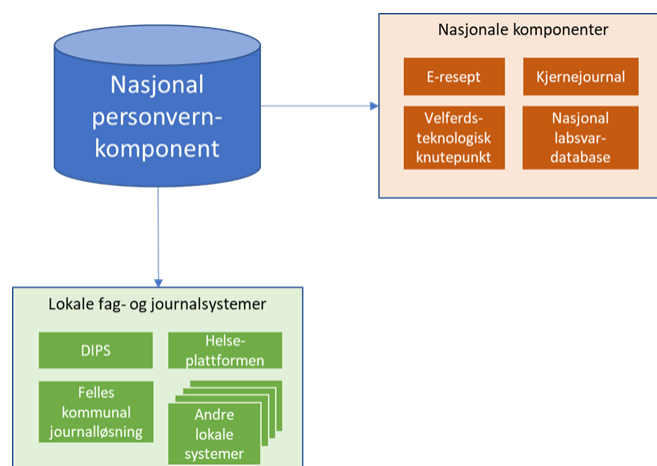 Nasjonal
personvern-
komponent
Nasjonale komponenter
E-resept
Kjernejournal
Velferds-
teknologisk
knutepunkt
Nasjonal
labsvar-
database
Lokale fag- og journalsystemer
DIPS
Helse-
plattformen
Felles
kommunal
journalløsning
Andre
lokale
systemer